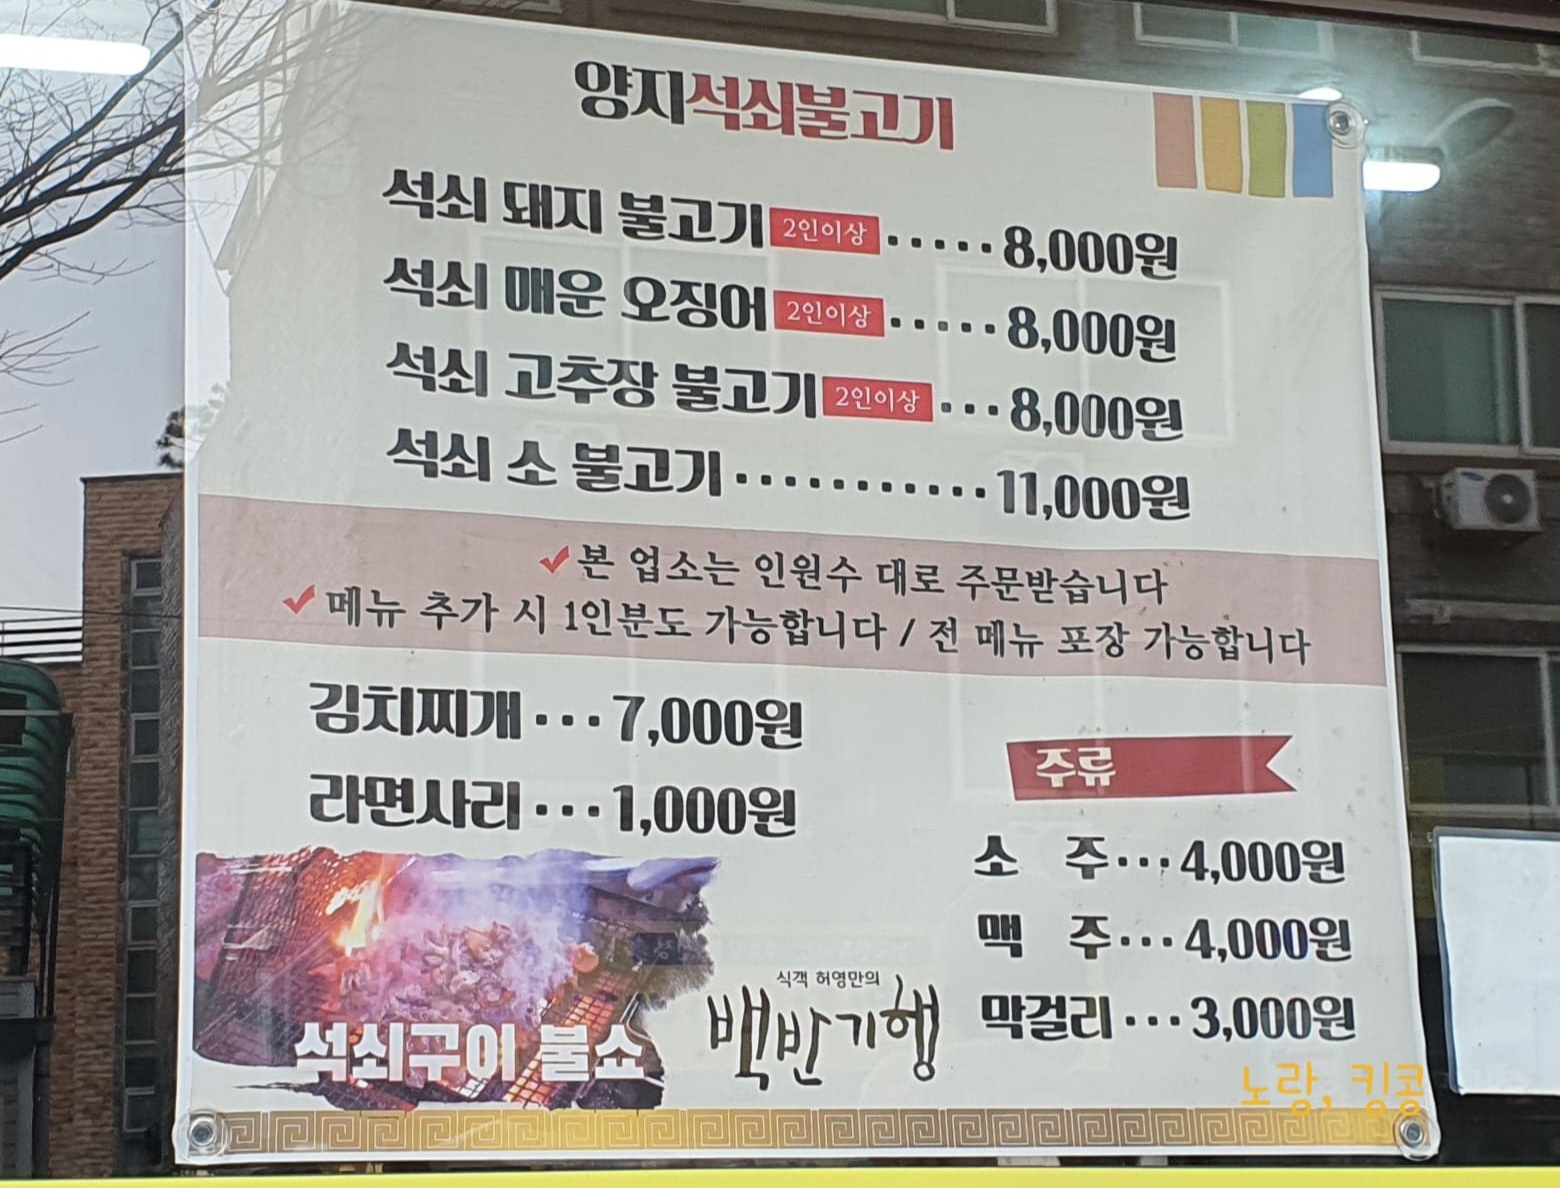 양지석쇠불고기
석쇠 돼지 불고기 2인이상 ‥‥‥ 8,000원
석쇠 매운 오징어 2인이상 ‥‥‥ 8,000원
석쇠 고추장 불고기 2인이상 ‥‥ 8,000원
석쇠 소 불고기 ‥‥‥‥‥‥ 11,000원
✓본 업소는 인원수 대로 주문받습니다
✓메뉴 추가 시 1인분도 가능합니다 / 전 메뉴 포장 가능합니다
김치찌개 ‥‥ 7,000원
라면사리 ‥‥ 1,000원
주류
소 주 ‥‥ 4,000원
맥 주 ‥‥ 4,000원
막걸리 ‥‥ 3,000원
석쇠구이 불쇼
식객 허영만의
백반기행
노랑, 킹콩